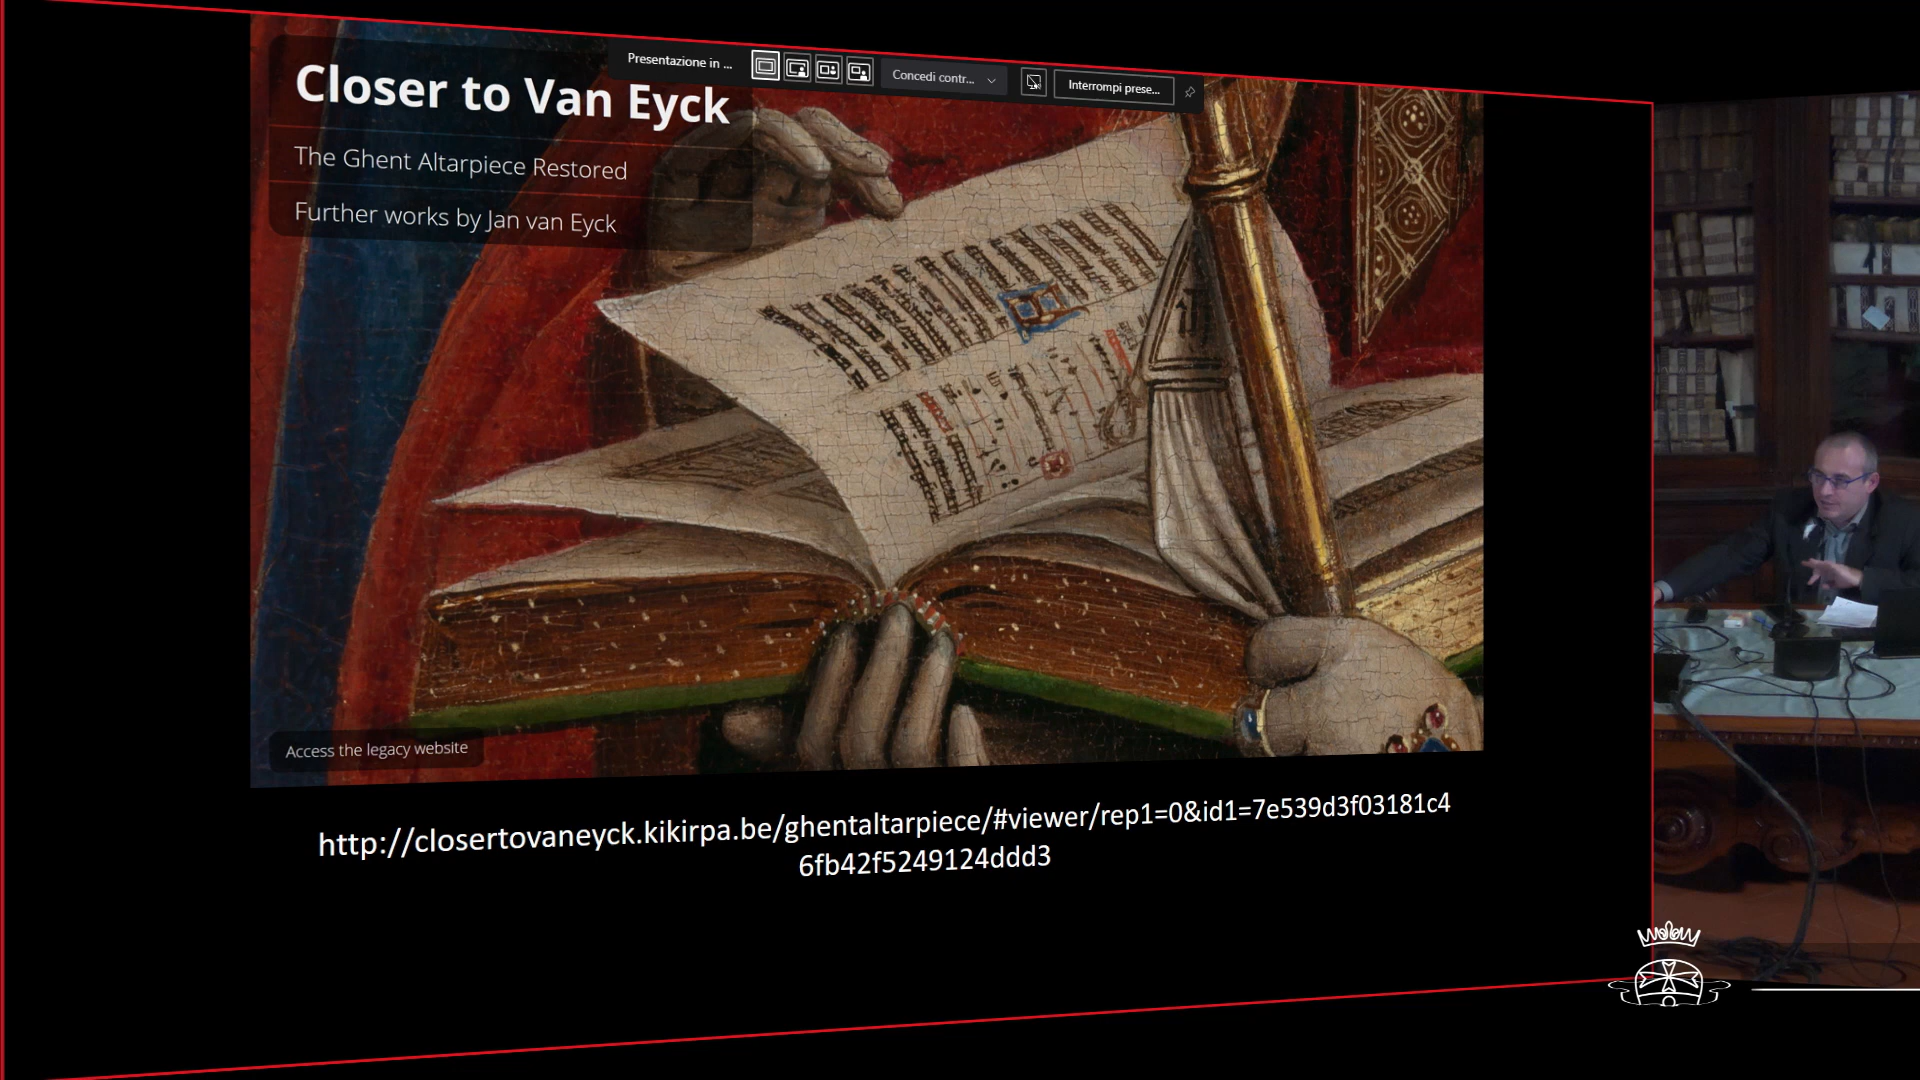 Closer to Van Eyck
The Ghent Altarpiece Restored
Further works by Jan van Eyck
Presentazione in ...
Concedi contr...
Interrompi prese...
Access the legacy website
http://closertovaneyck.kikirpa.be/ghentaltarpiece/#viewer/rep1=0&id1=7e539d3f03181c4
6fb42f5249124ddd3